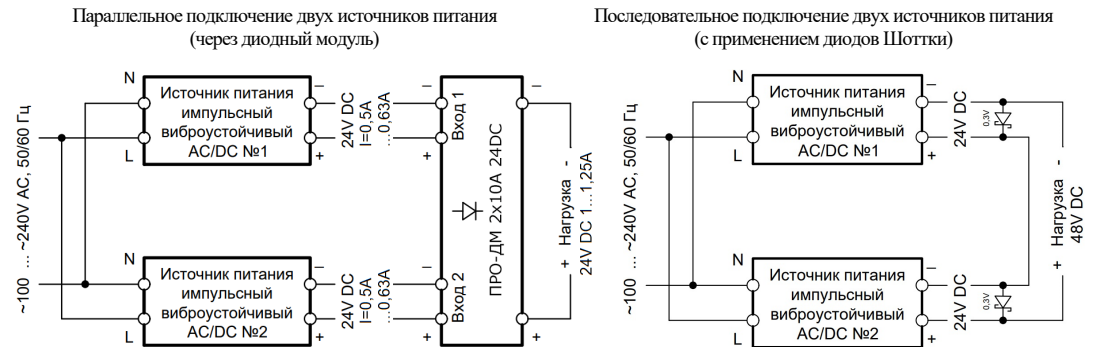 Параллельное подключение двух источников питания
(через диодный модуль)
N
Источник питания
импульсный
виброустойчивый
AC/DC №1
L
–
+
24V DC
I=0,5A
...0,63A
–
+
Вход 1
~100 ... ~240V AC, 50/60 Гц
N
Источник питания
импульсный
виброустойчивый
AC/DC №2
L
–
+
24V DC
I=0,5A
...0,63A
–
+
Вход 2
ПРО-ДМ 2x10A 24DC
–
+
+ Нагрузка -
24V DC 1...1,25A
Последовательное подключение двух источников питания
(с применением диодов Шоттки)
N
Источник питания
импульсный
виброустойчивый
AC/DC №1
L
–
+
24V DC
0,3V
~100 ... ~240V AC, 50/60 Гц
N
Источник питания
импульсный
виброустойчивый
AC/DC №2
L
–
+
24V DC
0,3V
+ Нагрузка -
48V DC